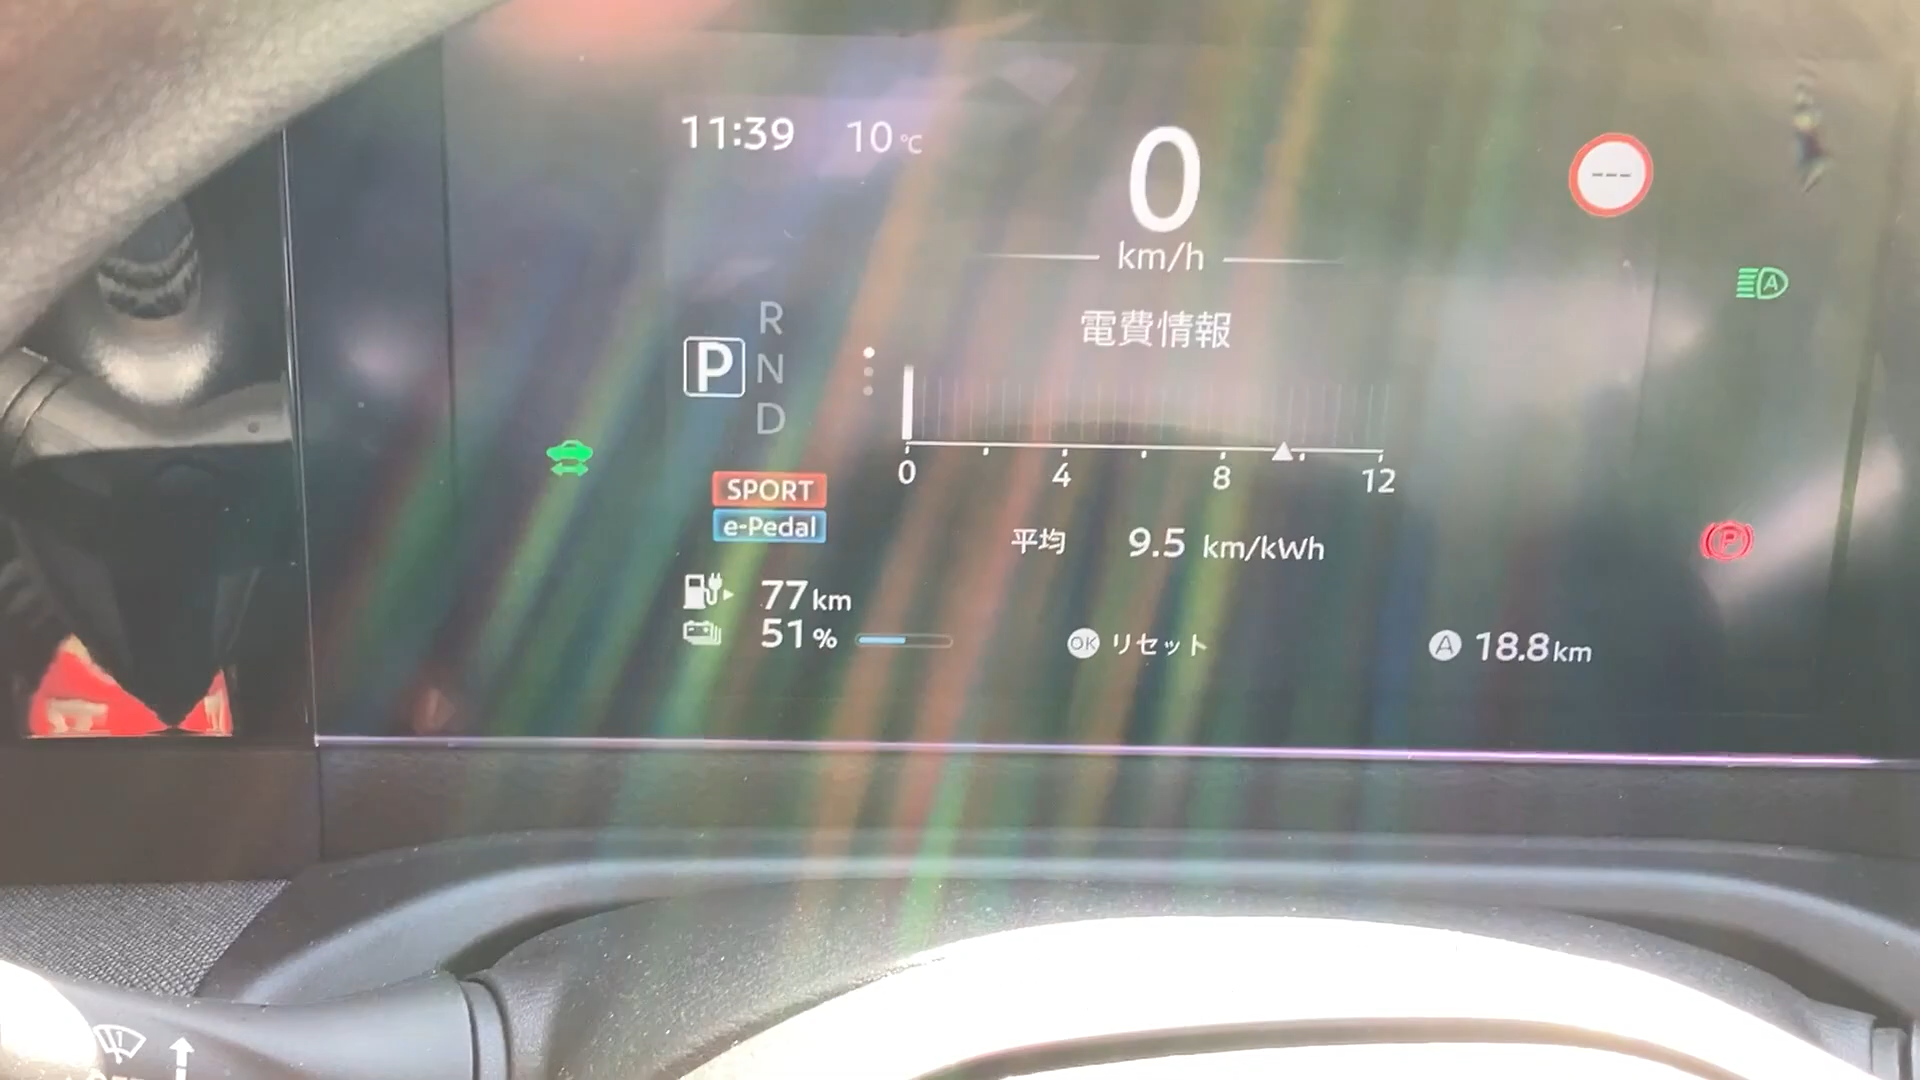 11:39 10℃
0
km/h
---
A
電費情報
R
P N
D
0 4 8 12
SPORT
e-Pedal
平均 9.5 km/kWh
P
77km
51%
OK リセット
A 18.8km